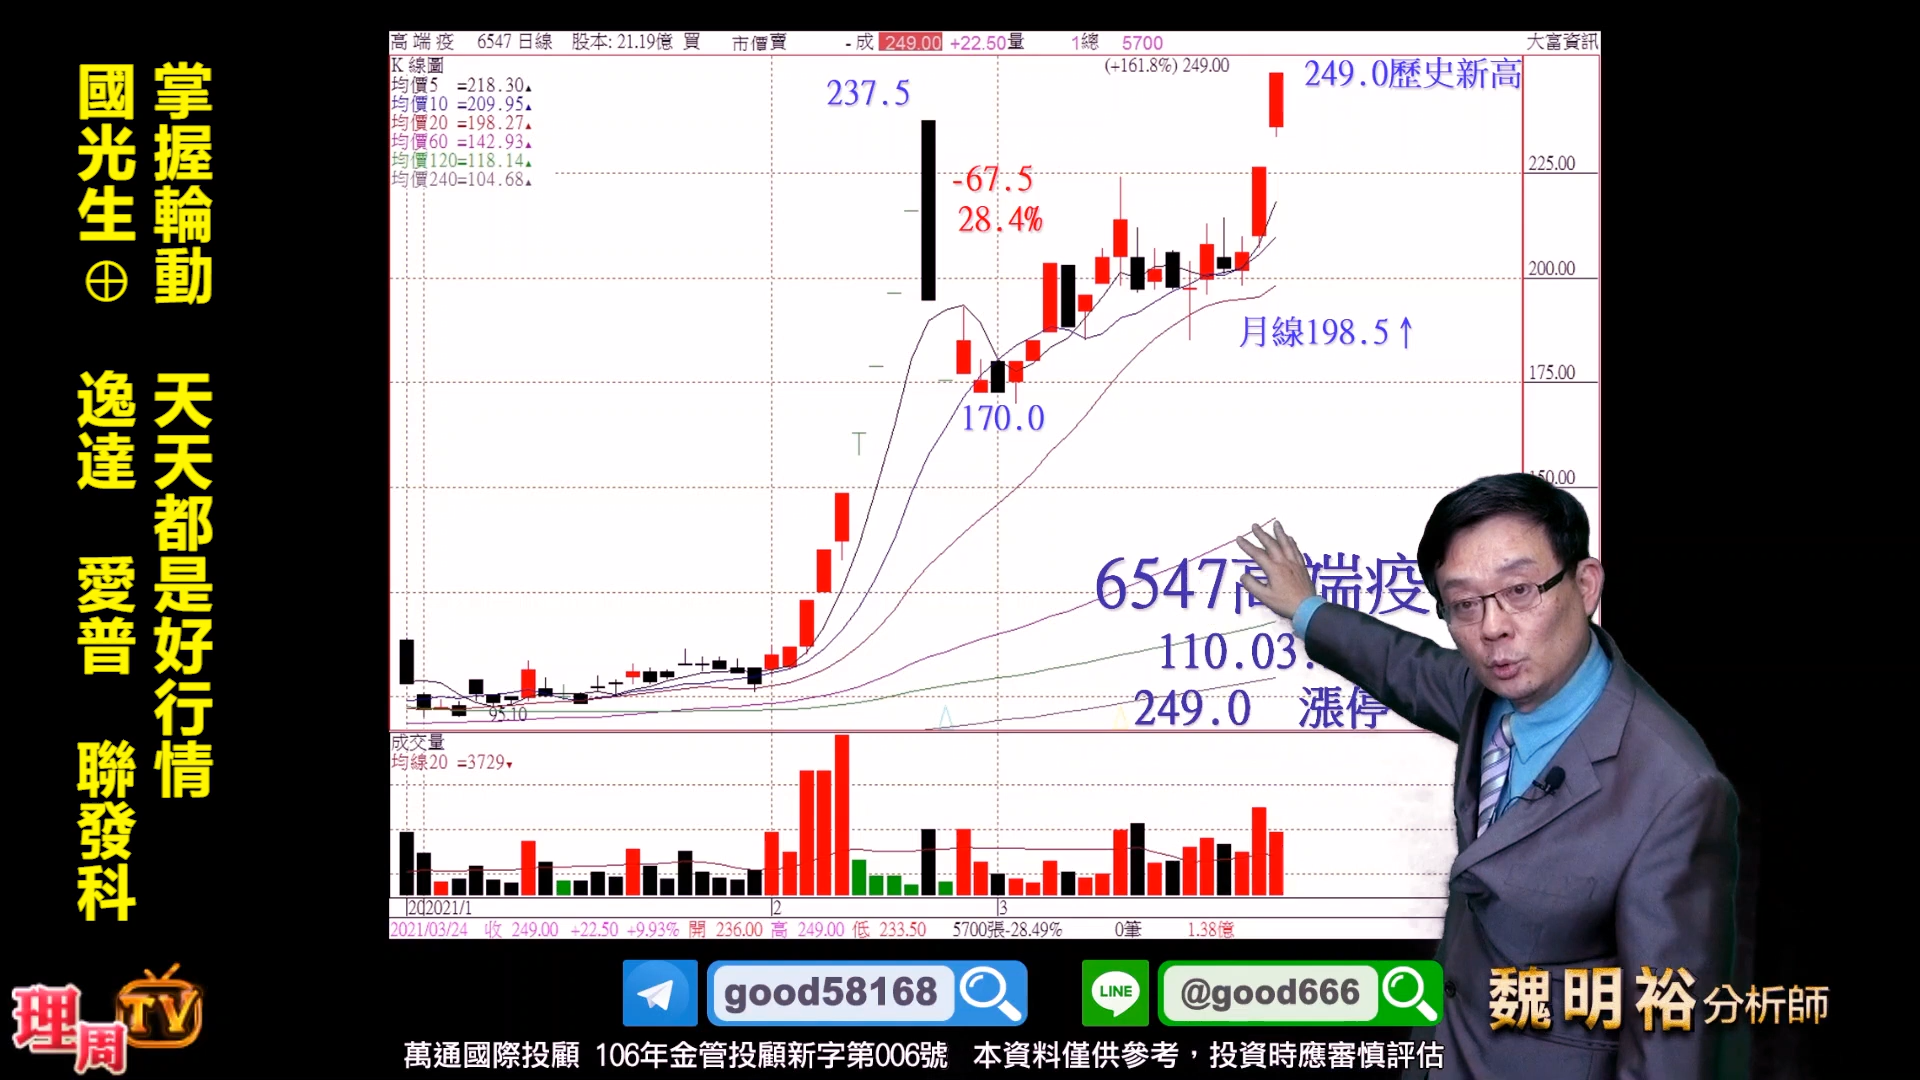 掌握輪動 天天都是好行情
國光生⊕ 逸達 愛普 聯發科
高端疫 6547 日線 股本: 21.19億 買 市價賣 -成 249.00 +22.50量 1總 5700 大富資訊
K 線圖
均價5 =218.30▴
均價10 =209.95▴
均價20 =198.27▴
均價60 =142.93▴
均價120=118.14▴
均價240=104.68▴
(+161.8%) 249.00
249.0歷史新高
237.5
-67.5
28.4%
225.00
200.00
月線198.5↑
175.00
170.0
150.00
6547高端疫
110.03.
249.0 漲停
95.10
成交量
均線20 =3729▾
2021/1
2
3
2021/03/24 收 249.00 +22.50 +9.93% 開 236.00 高 249.00 低 233.50 5700張-28.49% 0筆 1.38億
good58168
LINE
@good666
魏明裕分析師
理周TV
萬通國際投顧 106年金管投顧新字第006號 本資料僅供參考，投資時應審慎評估